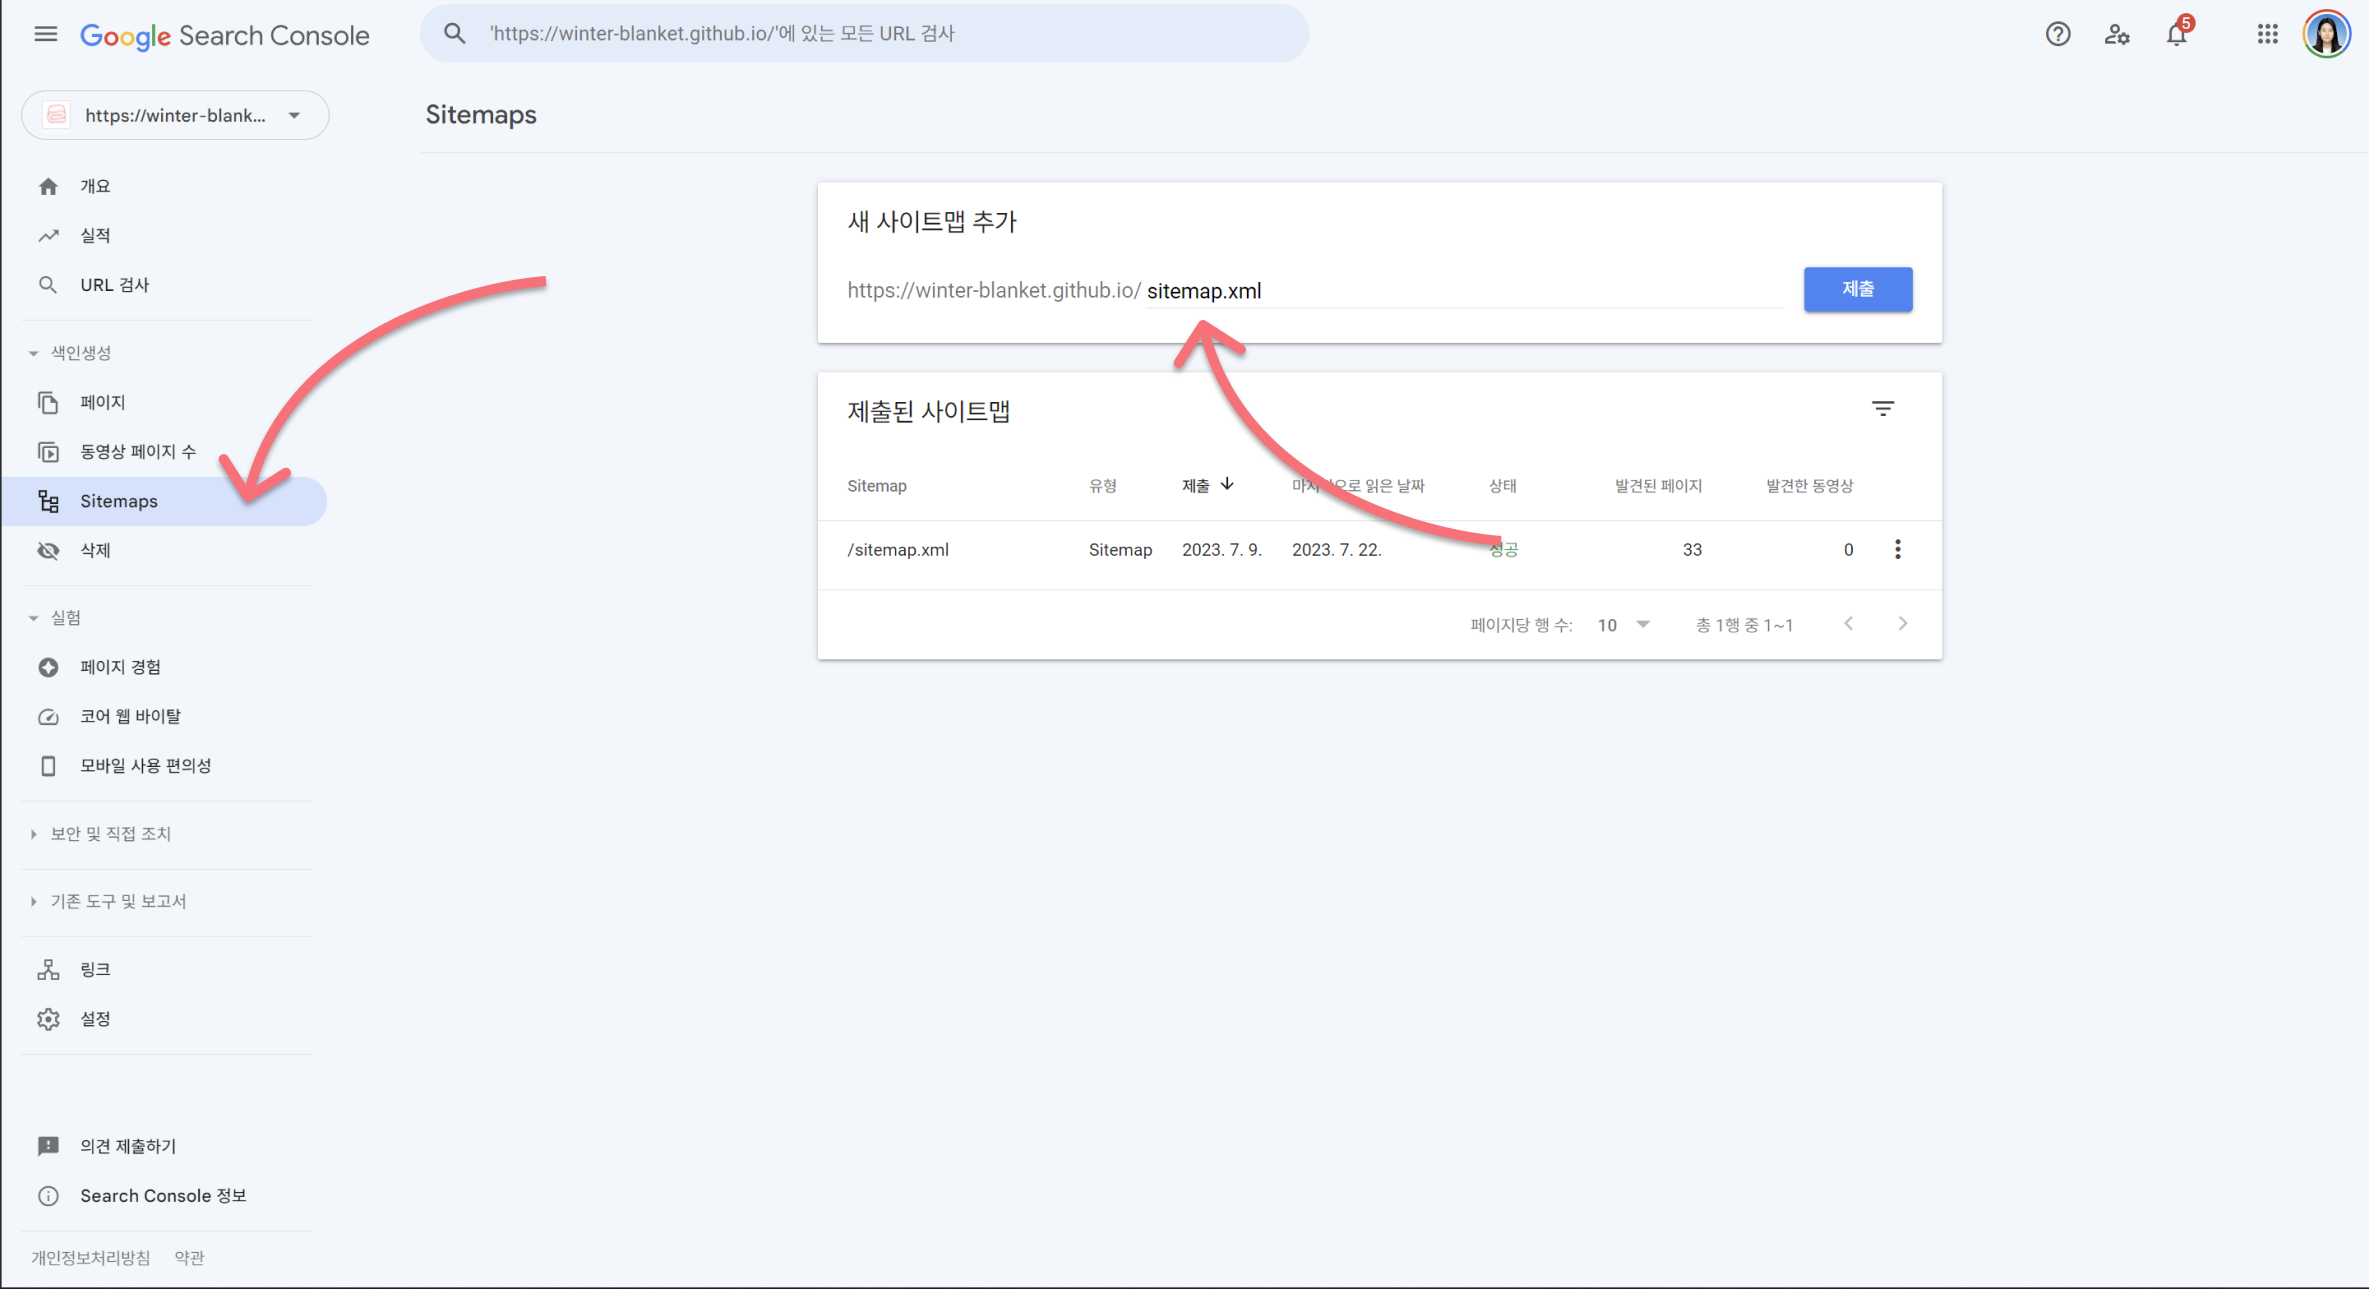 Google Search Console
'https://winter-blanket.github.io/'에 있는 모든 URL 검사
5
https://winter-blank...
Sitemaps
개요
실적
URL 검사
색인생성
페이지
동영상 페이지 수
Sitemaps
삭제
실험
페이지 경험
코어 웹 바이탈
모바일 사용 편의성
보안 및 직접 조치
기존 도구 및 보고서
링크
설정
의견 제출하기
Search Console 정보
개인정보처리방침 약관
새 사이트맵 추가
https://winter-blanket.github.io/ sitemap.xml
제출
제출된 사이트맵
Sitemap 유형 제출 마지막으로 읽은 날짜 상태 발견된 페이지 발견한 동영상
/sitemap.xml Sitemap 2023. 7. 9. 2023. 7. 22. 성공 33 0
페이지당 행 수: 10 총 1행 중 1~1